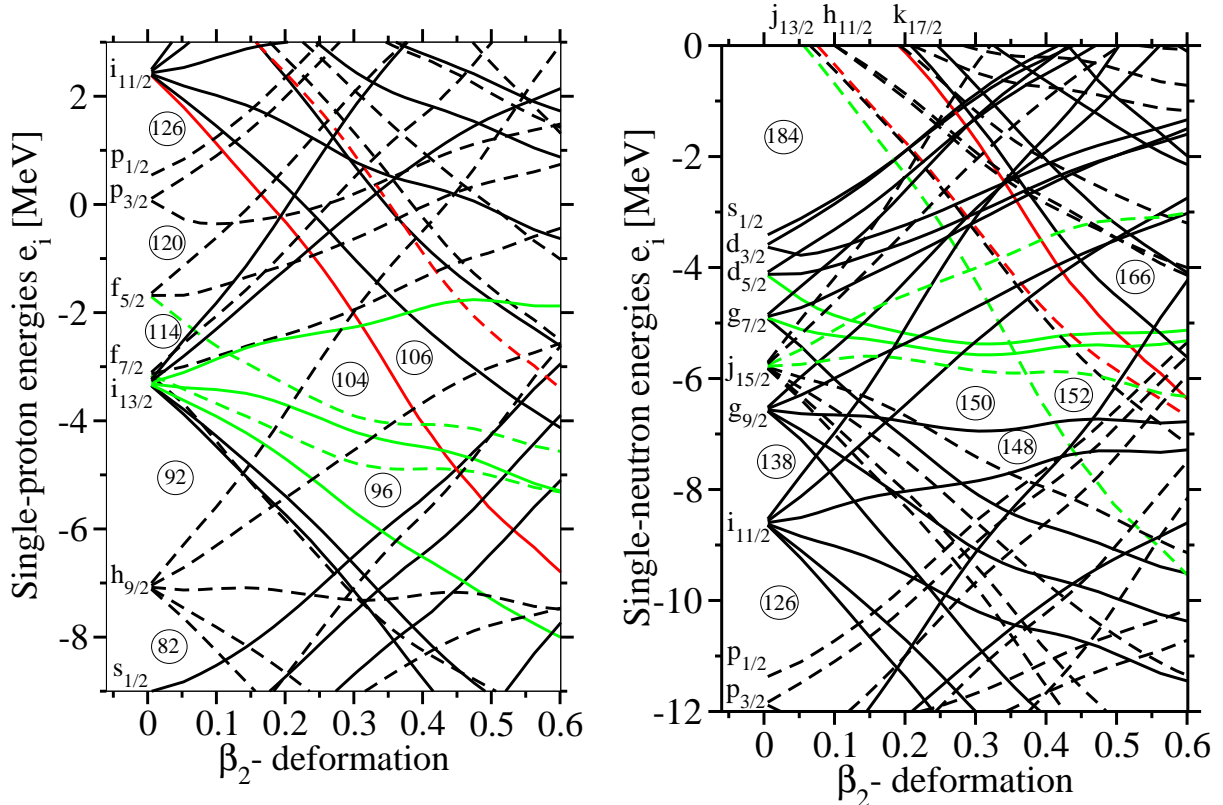 Single-proton energies eᵢ [MeV]
2
0
-2
-4
-6
-8
i₁₁/₂
126
p₁/₂
p₃/₂
120
f₅/₂
114
f₇/₂
i₁₃/₂
104
106
92
96
h₉/₂
82
s₁/₂
0 0.1 0.2 0.3 0.4 0.5 0.6
β₂- deformation
j₁₃/₂ h₁₁/₂ k₁₇/₂
Single-neutron energies eᵢ [MeV]
0
-2
-4
-6
-8
-10
-12
184
s₁/₂
d₃/₂
d₅/₂
166
g₇/₂
j₁₅/₂
150
152
g₉/₂
138
148
i₁₁/₂
126
p₁/₂
p₃/₂
0 0.1 0.2 0.3 0.4 0.5 0.6
β₂- deformation